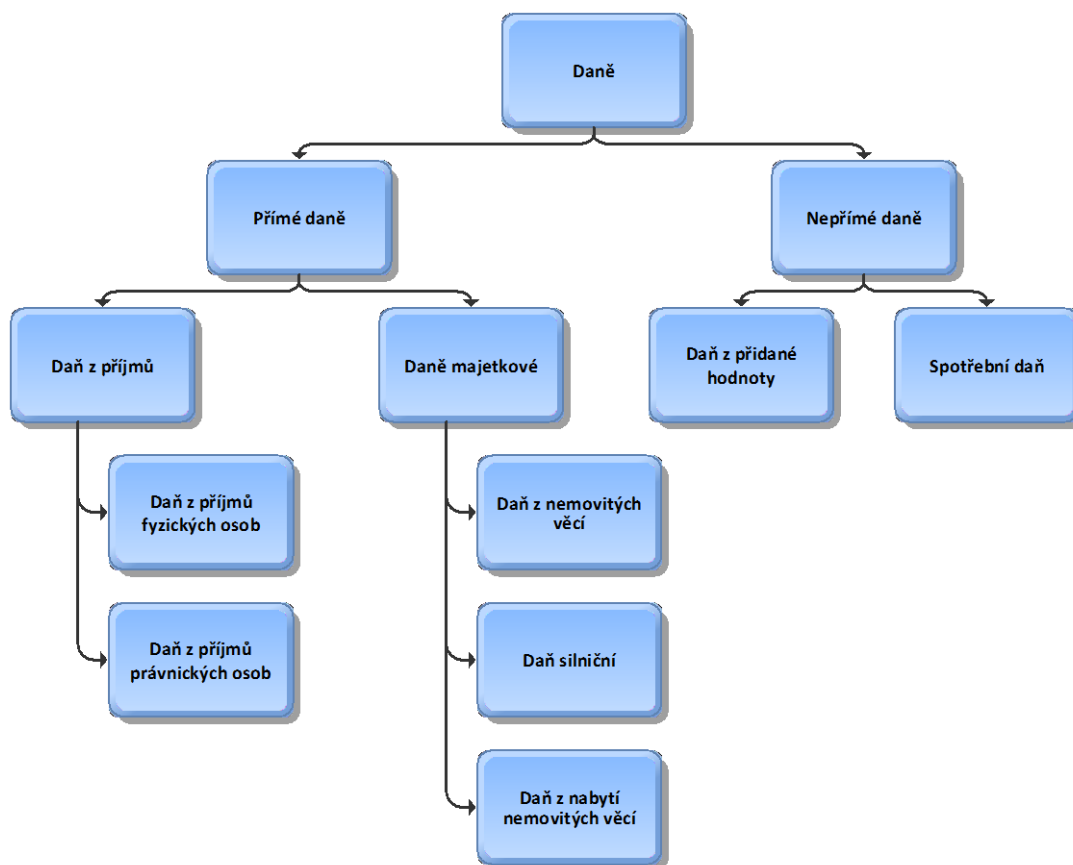 Daně
Přímé daně
Nepřímé daně
Daň z příjmů
Daně majetkové
Daň z přidané
hodnoty
Spotřební daň
Daň z příjmů
fyzických osob
Daň z nemovitých
věcí
Daň z příjmů
právnických osob
Daň silniční
Daň z nabytí
nemovitých věcí